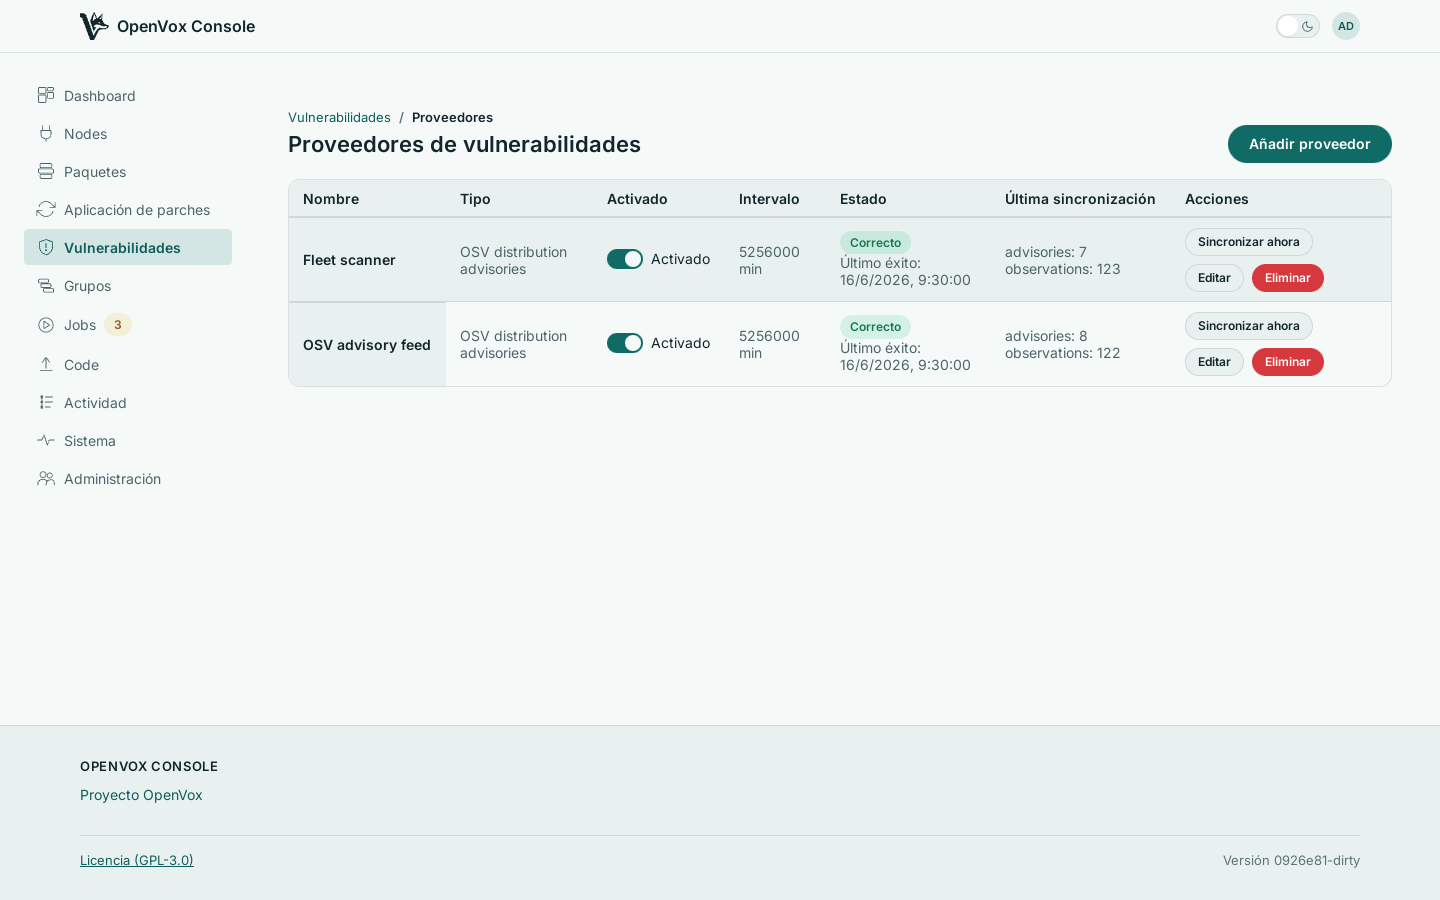 OpenVox Console
AD
Dashboard
Nodes
Paquetes
Aplicación de parches
Vulnerabilidades
Grupos
Jobs 3
Code
Actividad
Sistema
Administración
Vulnerabilidades / Proveedores
Proveedores de vulnerabilidades
Añadir proveedor
Nombre Tipo Activado Intervalo Estado Última sincronización Acciones
Fleet scanner
OSV distribution
advisories
Activado
5256000
min
Correcto
Último éxito:
16/6/2026, 9:30:00
advisories: 7
observations: 123
Sincronizar ahora
Editar Eliminar
OSV advisory feed
OSV distribution
advisories
Activado
5256000
min
Correcto
Último éxito:
16/6/2026, 9:30:00
advisories: 8
observations: 122
Sincronizar ahora
Editar Eliminar
OPENVOX CONSOLE
Proyecto OpenVox
Licencia (GPL-3.0)
Versión 0926e81-dirty